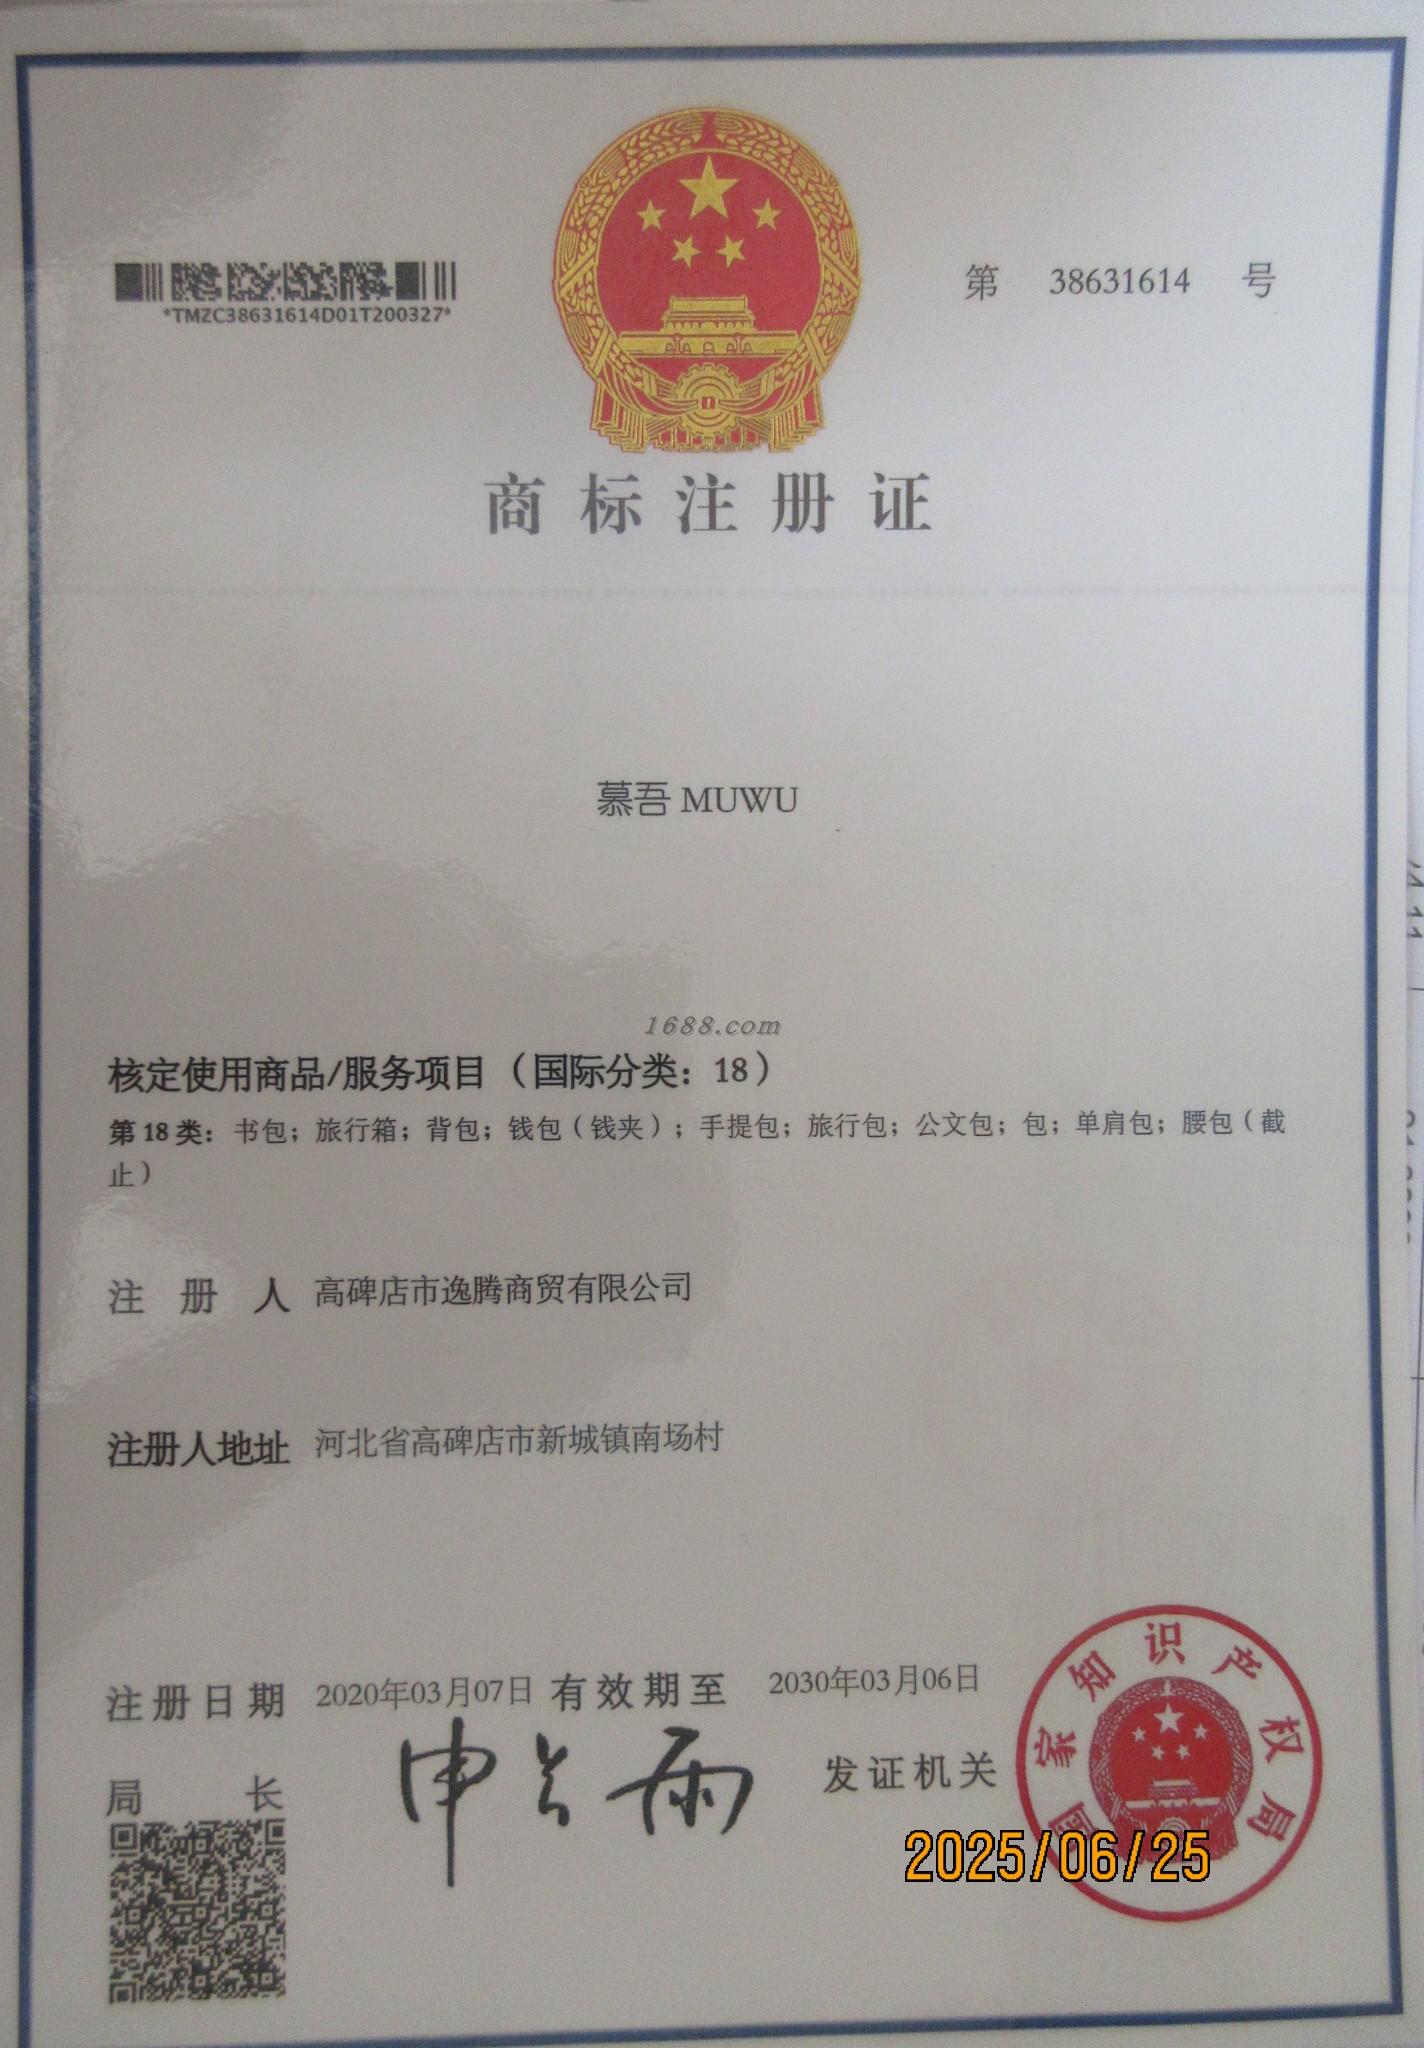 第 38631614 号
*TMZC38631614D01T200327*
商标注册证
慕吾 MUWU
1688.com
核定使用商品/服务项目（国际分类：18）
第 18 类：书包；旅行箱；背包；钱包（钱夹）；手提包；旅行包；公文包；包；单肩包；腰包（截
止）
注册人 高碑店市逸腾商贸有限公司
注册人地址 河北省高碑店市新城镇南场村
注册日期 2020年03月07日 有效期至 2030年03月06日
局长 申长雨 发证机关
国家知识产权局
2025/06/25